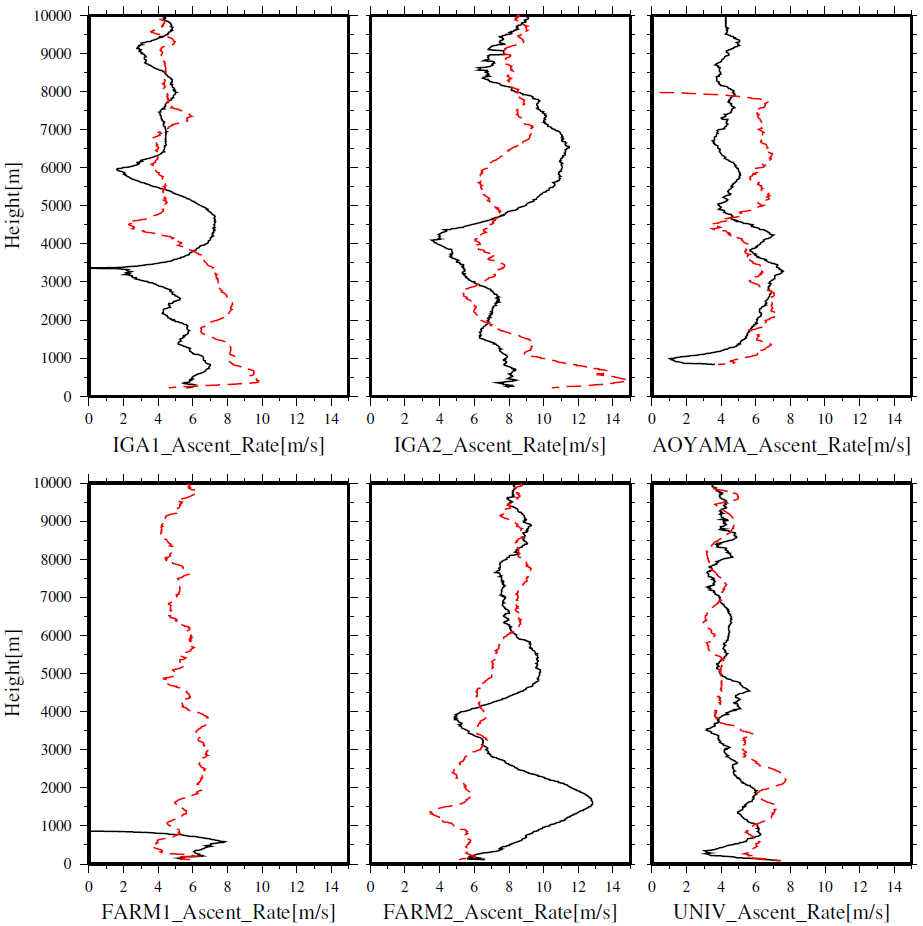 10000
9000
8000
7000
6000
5000
4000
3000
2000
1000
0
Height[m]
0 2 4 6 8 10 12 14
IGA1_Ascent_Rate[m/s]
0 2 4 6 8 10 12 14
IGA2_Ascent_Rate[m/s]
0 2 4 6 8 10 12 14
AOYAMA_Ascent_Rate[m/s]
10000
9000
8000
7000
6000
5000
4000
3000
2000
1000
0
Height[m]
0 2 4 6 8 10 12 14
FARM1_Ascent_Rate[m/s]
0 2 4 6 8 10 12 14
FARM2_Ascent_Rate[m/s]
0 2 4 6 8 10 12 14
UNIV_Ascent_Rate[m/s]